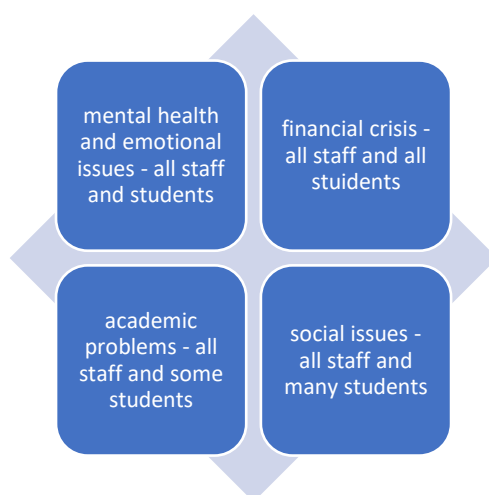 mental health
and emotional
issues - all staff
and students
financial crisis -
all staff and all
stuidents
academic
problems - all
staff and some
students
social issues -
all staff and
many students